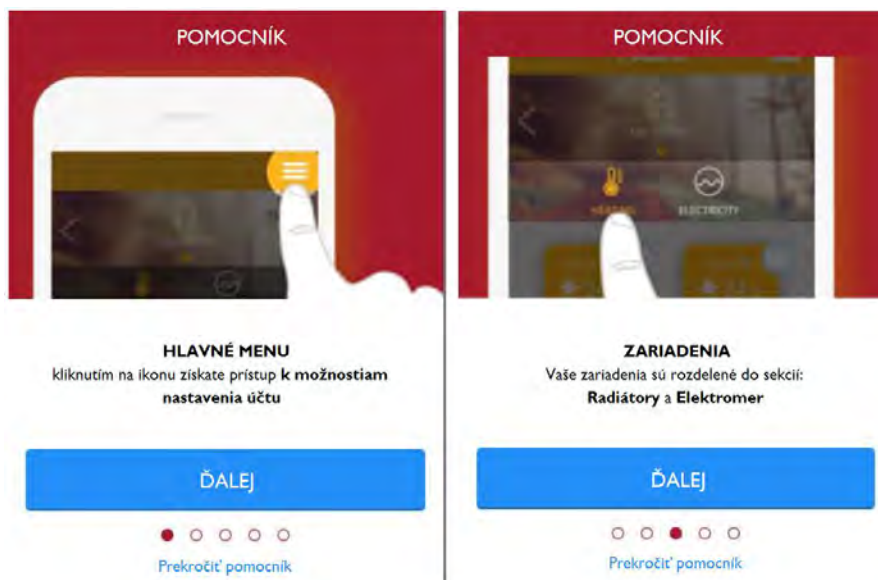 POMOCNÍK
HLAVNÉ MENU
kliknutím na ikonu získate prístup k možnostiam
nastavenia účtu
ĎALEJ
Prekročiť pomocník
POMOCNÍK
ELECTRICITY
ZARIADENIA
Vaše zariadenia sú rozdelené do sekcií:
Radiátory a Elektromer
ĎALEJ
Prekročiť pomocník